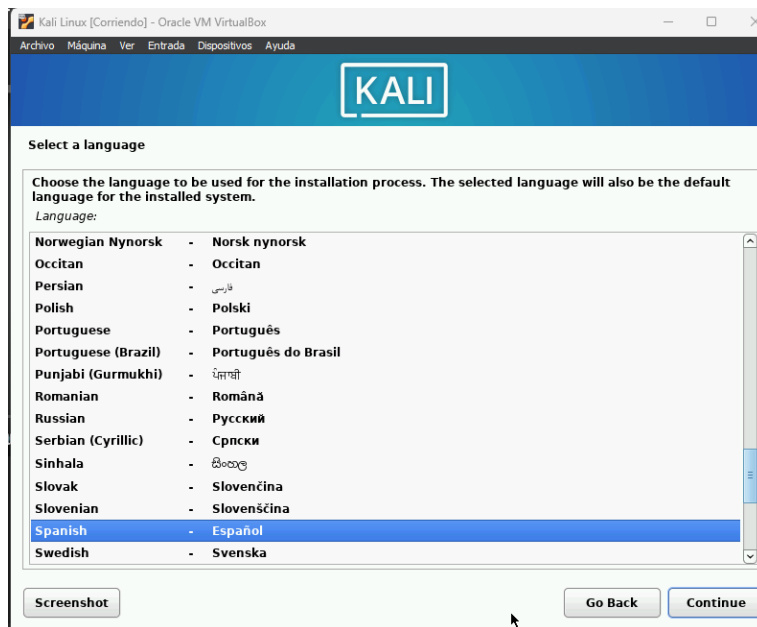 Kali Linux [Corriendo] - Oracle VM VirtualBox
Archivo Máquina Ver Entrada Dispositivos Ayuda
KALI
Select a language
Choose the language to be used for the installation process. The selected language will also be the default
language for the installed system.
Language:
Norwegian Nynorsk - Norsk nynorsk
Occitan - Occitan
Persian - فارسی
Polish - Polski
Portuguese - Português
Portuguese (Brazil) - Português do Brasil
Punjabi (Gurmukhi) - ਪੰਜਾਬੀ
Romanian - Română
Russian - Русский
Serbian (Cyrillic) - Српски
Sinhala - සිංහල
Slovak - Slovenčina
Slovenian - Slovenščina
Spanish - Español
Swedish - Svenska
Screenshot Go Back Continue